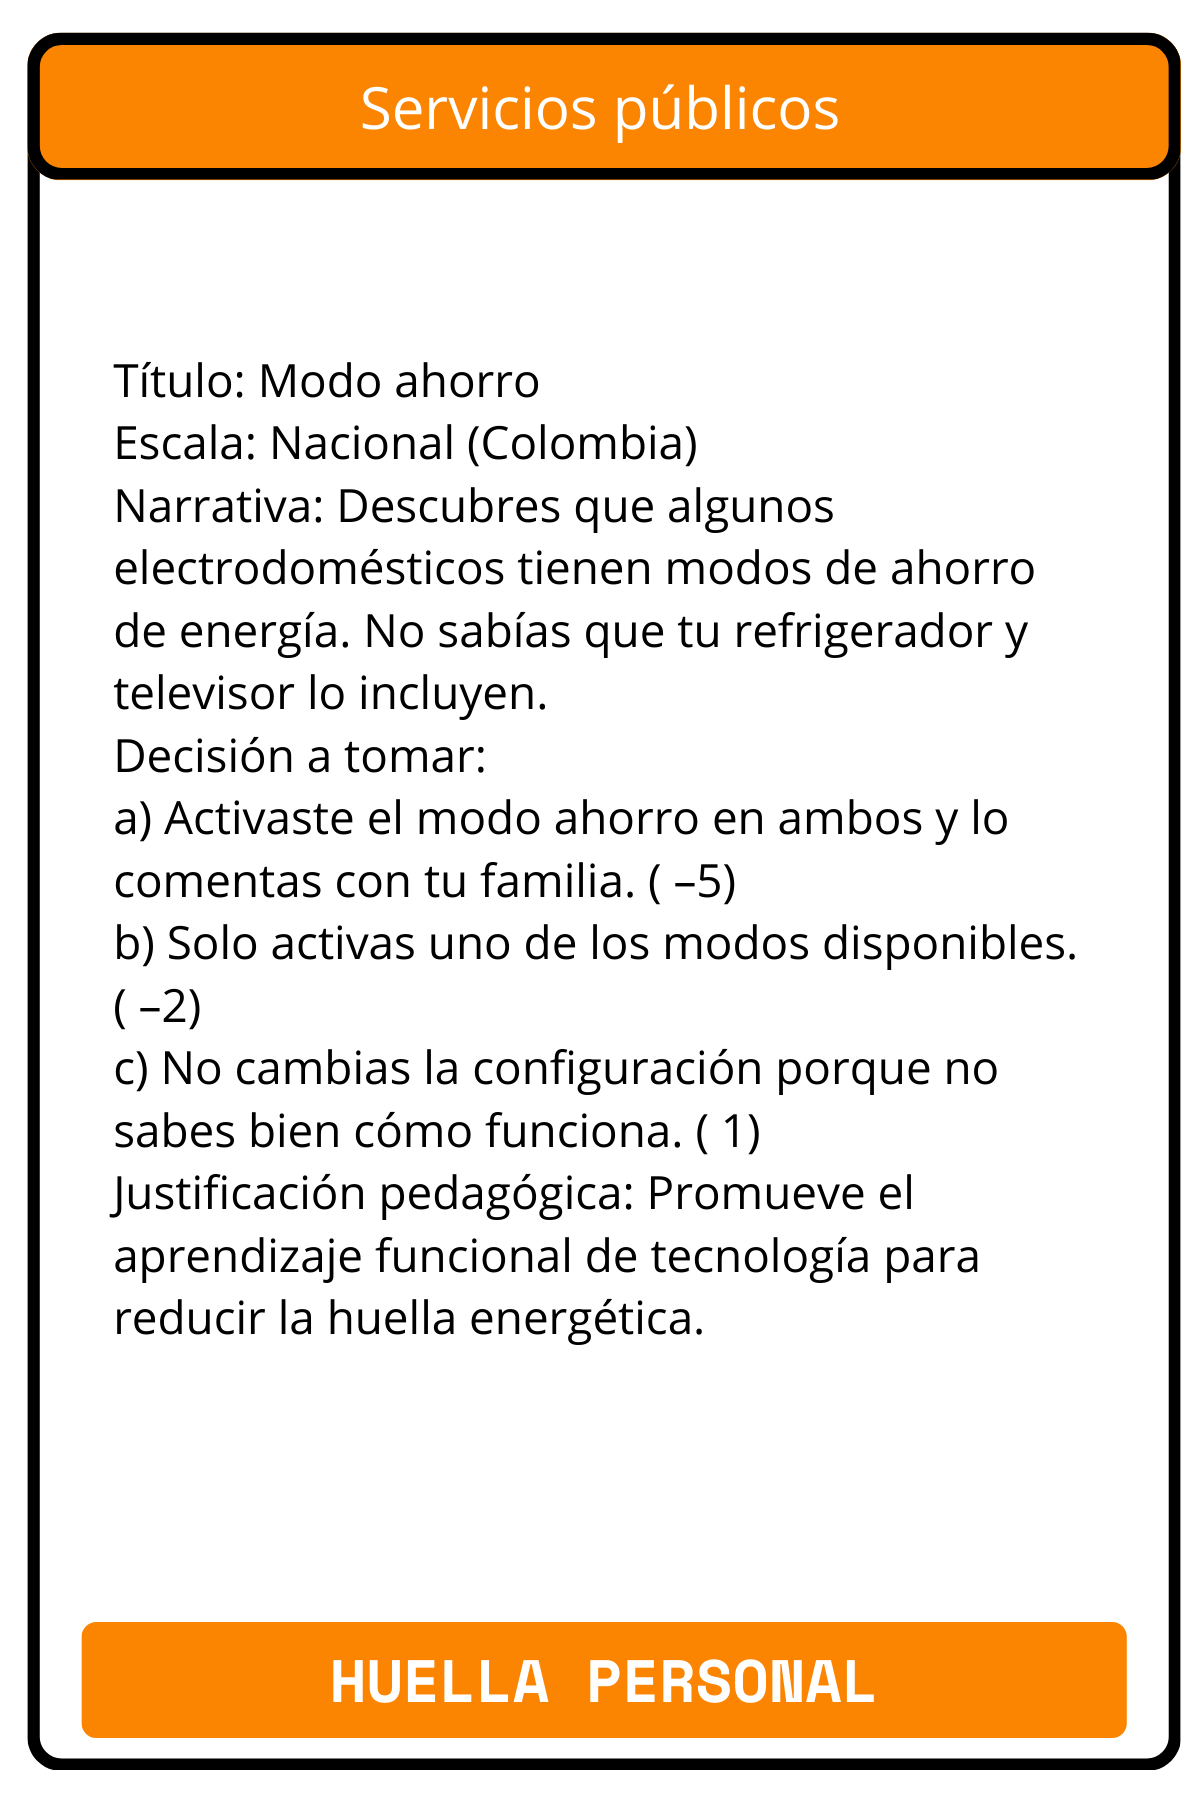 Servicios públicos
Título: Modo ahorro
Escala: Nacional (Colombia)
Narrativa: Descubres que algunos
electrodomésticos tienen modos de ahorro
de energía. No sabías que tu refrigerador y
televisor lo incluyen.
Decisión a tomar:
a) Activaste el modo ahorro en ambos y lo
comentas con tu familia. ( –5)
b) Solo activas uno de los modos disponibles.
( –2)
c) No cambias la configuración porque no
sabes bien cómo funciona. ( 1)
Justificación pedagógica: Promueve el
aprendizaje funcional de tecnología para
reducir la huella energética.
HUELLA PERSONAL